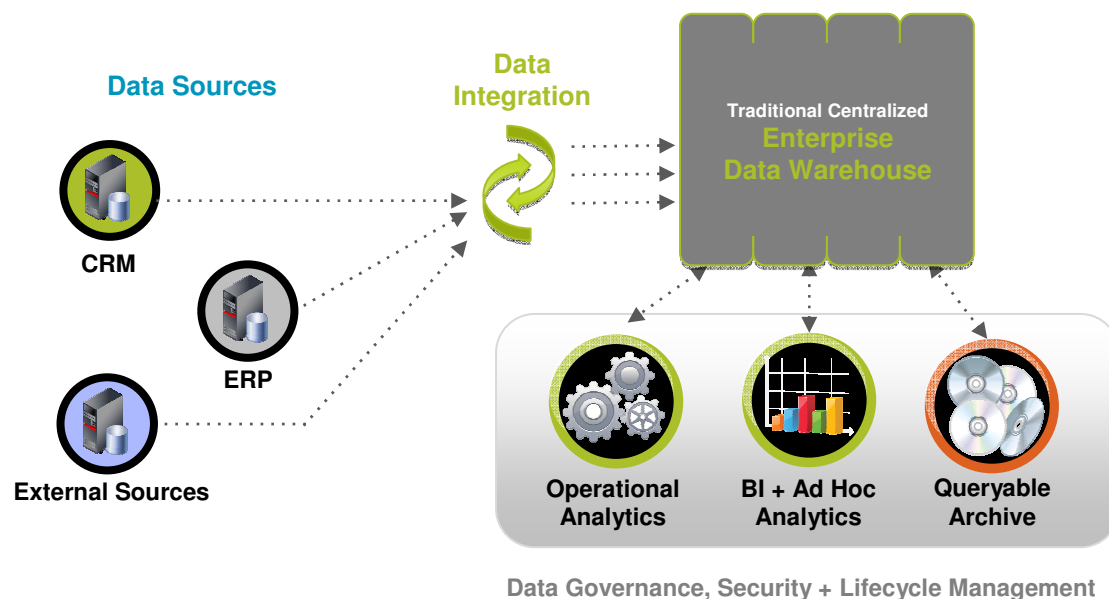 Data Sources
Data
Integration
Traditional Centralized
Enterprise
Data Warehouse
CRM
ERP
External Sources
Operational
Analytics
BI + Ad Hoc
Analytics
Queryable
Archive
Data Governance, Security + Lifecycle Management